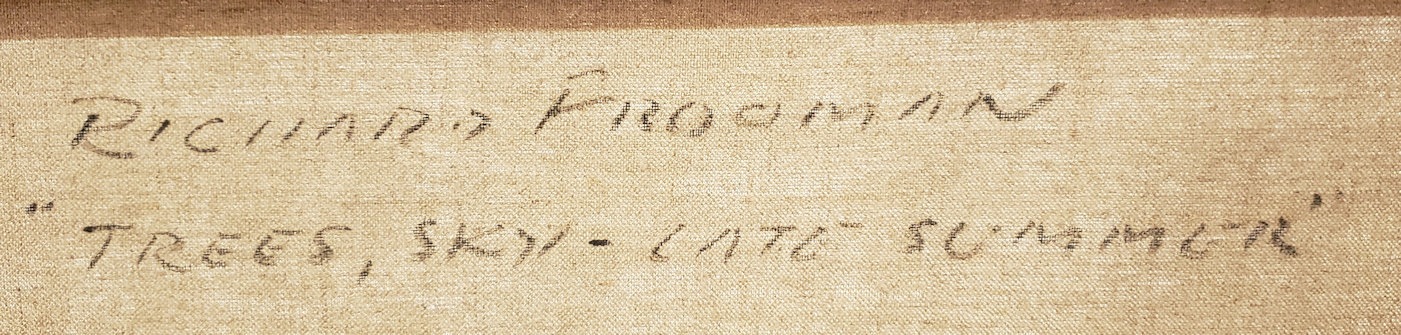 RICHARD FROOMAN
"TREES, SKY - LATE SUMMER"